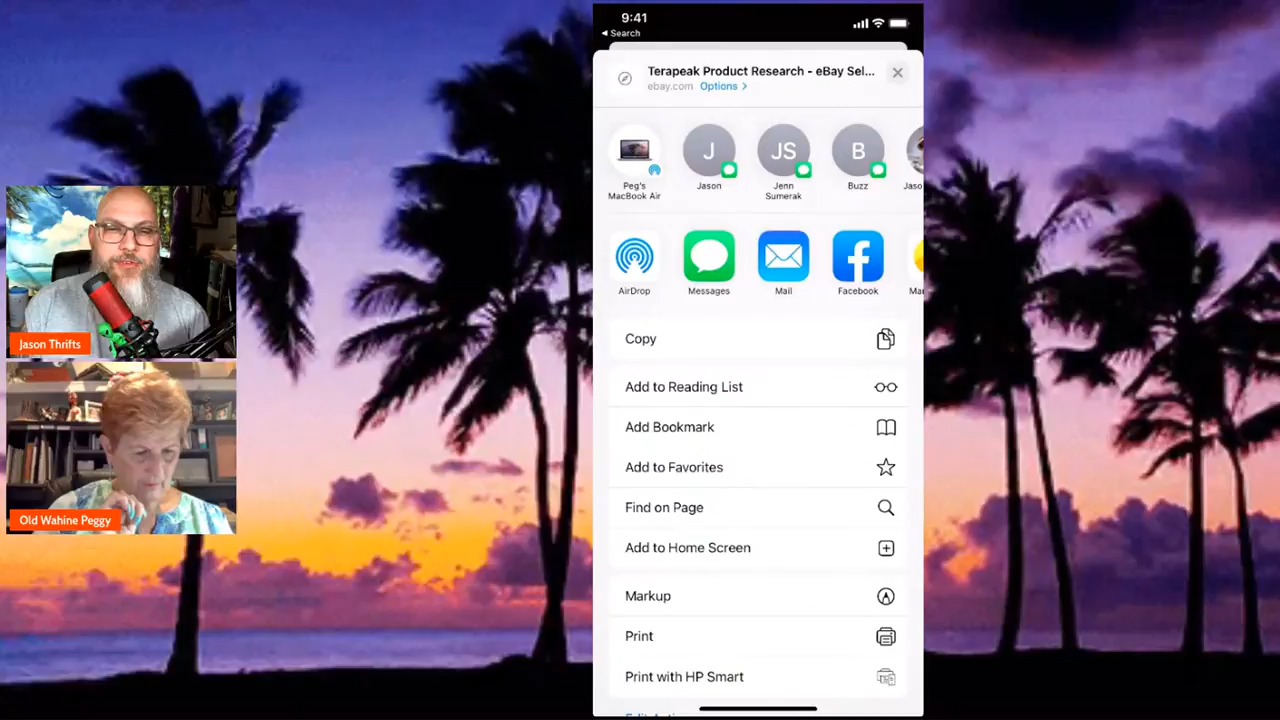 9:41
Search
Terapeak Product Research - eBay Sel...
ebay.com Options >
J
JS
B
Peg's
MacBook Air
Jason
Jenn
Sumerak
Buzz
Jaso
AirDrop
Messages
Mail
Facebook
Mar
Copy
Add to Reading List
Add Bookmark
Add to Favorites
Find on Page
Add to Home Screen
Markup
Print
Print with HP Smart
Jason Thrifts
Old Wahine Peggy